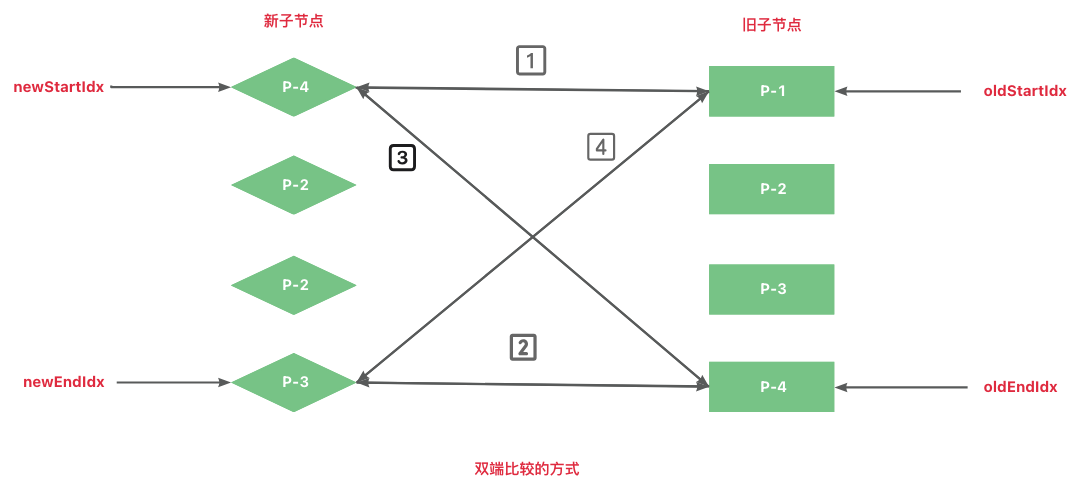 新子节点
旧子节点
1
newStartIdx
P-4
P-1
oldStartIdx
3
4
P-2
P-2
P-2
P-3
2
newEndIdx
P-3
P-4
oldEndIdx
双端比较的方式